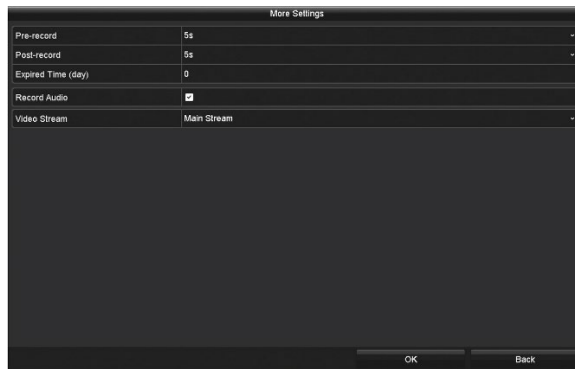 More Settings
Pre-record 5s
Post-record 5s
Expired Time (day) 0
Record Audio
Video Stream Main Stream
OK Back